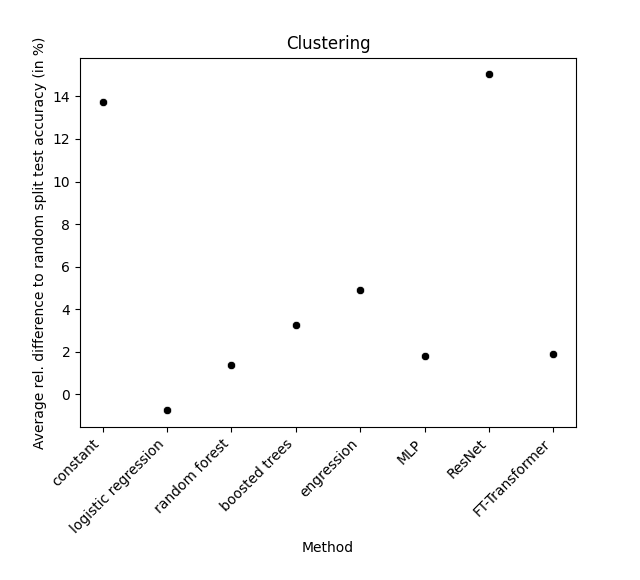 Clustering
Average rel. difference to random split test accuracy (in %)
14
12
10
8
6
4
2
0
constant
logistic regression
random forest
boosted trees
engression
MLP
ResNet
FT-Transformer
Method